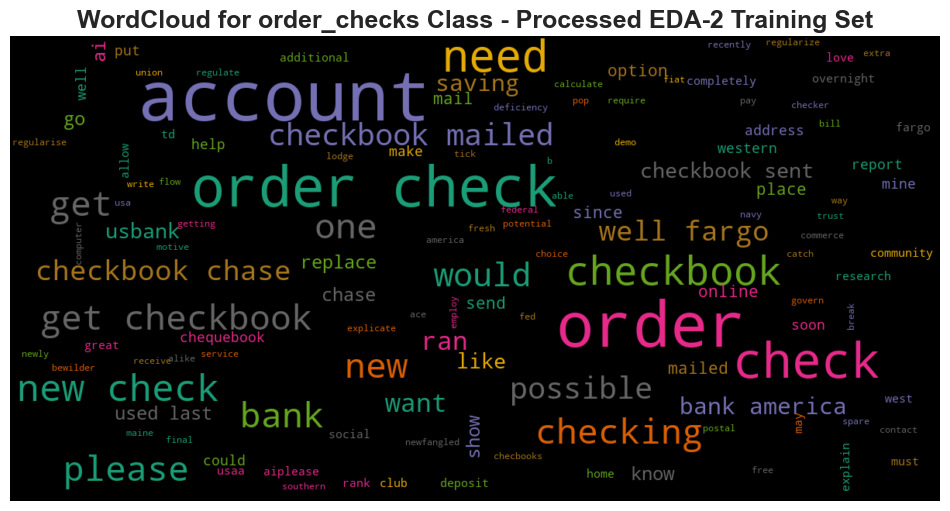 WordCloud for order_checks Class - Processed EDA-2 Training Set
ai put additional need recently regularize love extra
well union regulate saving option calculate fiat completely overnight
account mail deficiency pop require pay checker
go td checkbook mailed address bill fargo
regularise help make demo western
allow lodge tick b checkbook sent report
write flow order check able place mine
get usa getting one federal since used navy way trust
usbank motive potential well fargo commerce
computer america fresh choice catch community
checkbook chase replace would checkbook research
chase send online
get checkbook ace employ fed govern soon break
chequebook explicate ran
newly great alike new like order check
bewilder receive service mailed
new check want possible west
used last bank bank america spare
maine final social show checking postal may contact
newfangled checbooks
please could know explain must
usaa aiplease home free
southern rank club deposit